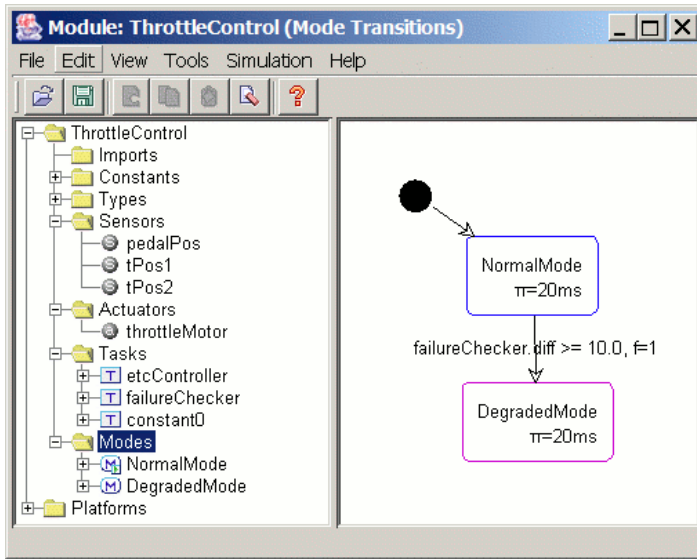 Module: ThrottleControl (Mode Transitions)
File Edit View Tools Simulation Help
ThrottleControl
Imports
Constants
Types
Sensors
S pedalPos
S tPos1
S tPos2
Actuators
a throttleMotor
Tasks
T etcController
T failureChecker
T constant0
Modes
M NormalMode
M DegradedMode
Platforms
NormalMode
π=20ms
failureChecker.diff >= 10.0, f=1
DegradedMode
π=20ms